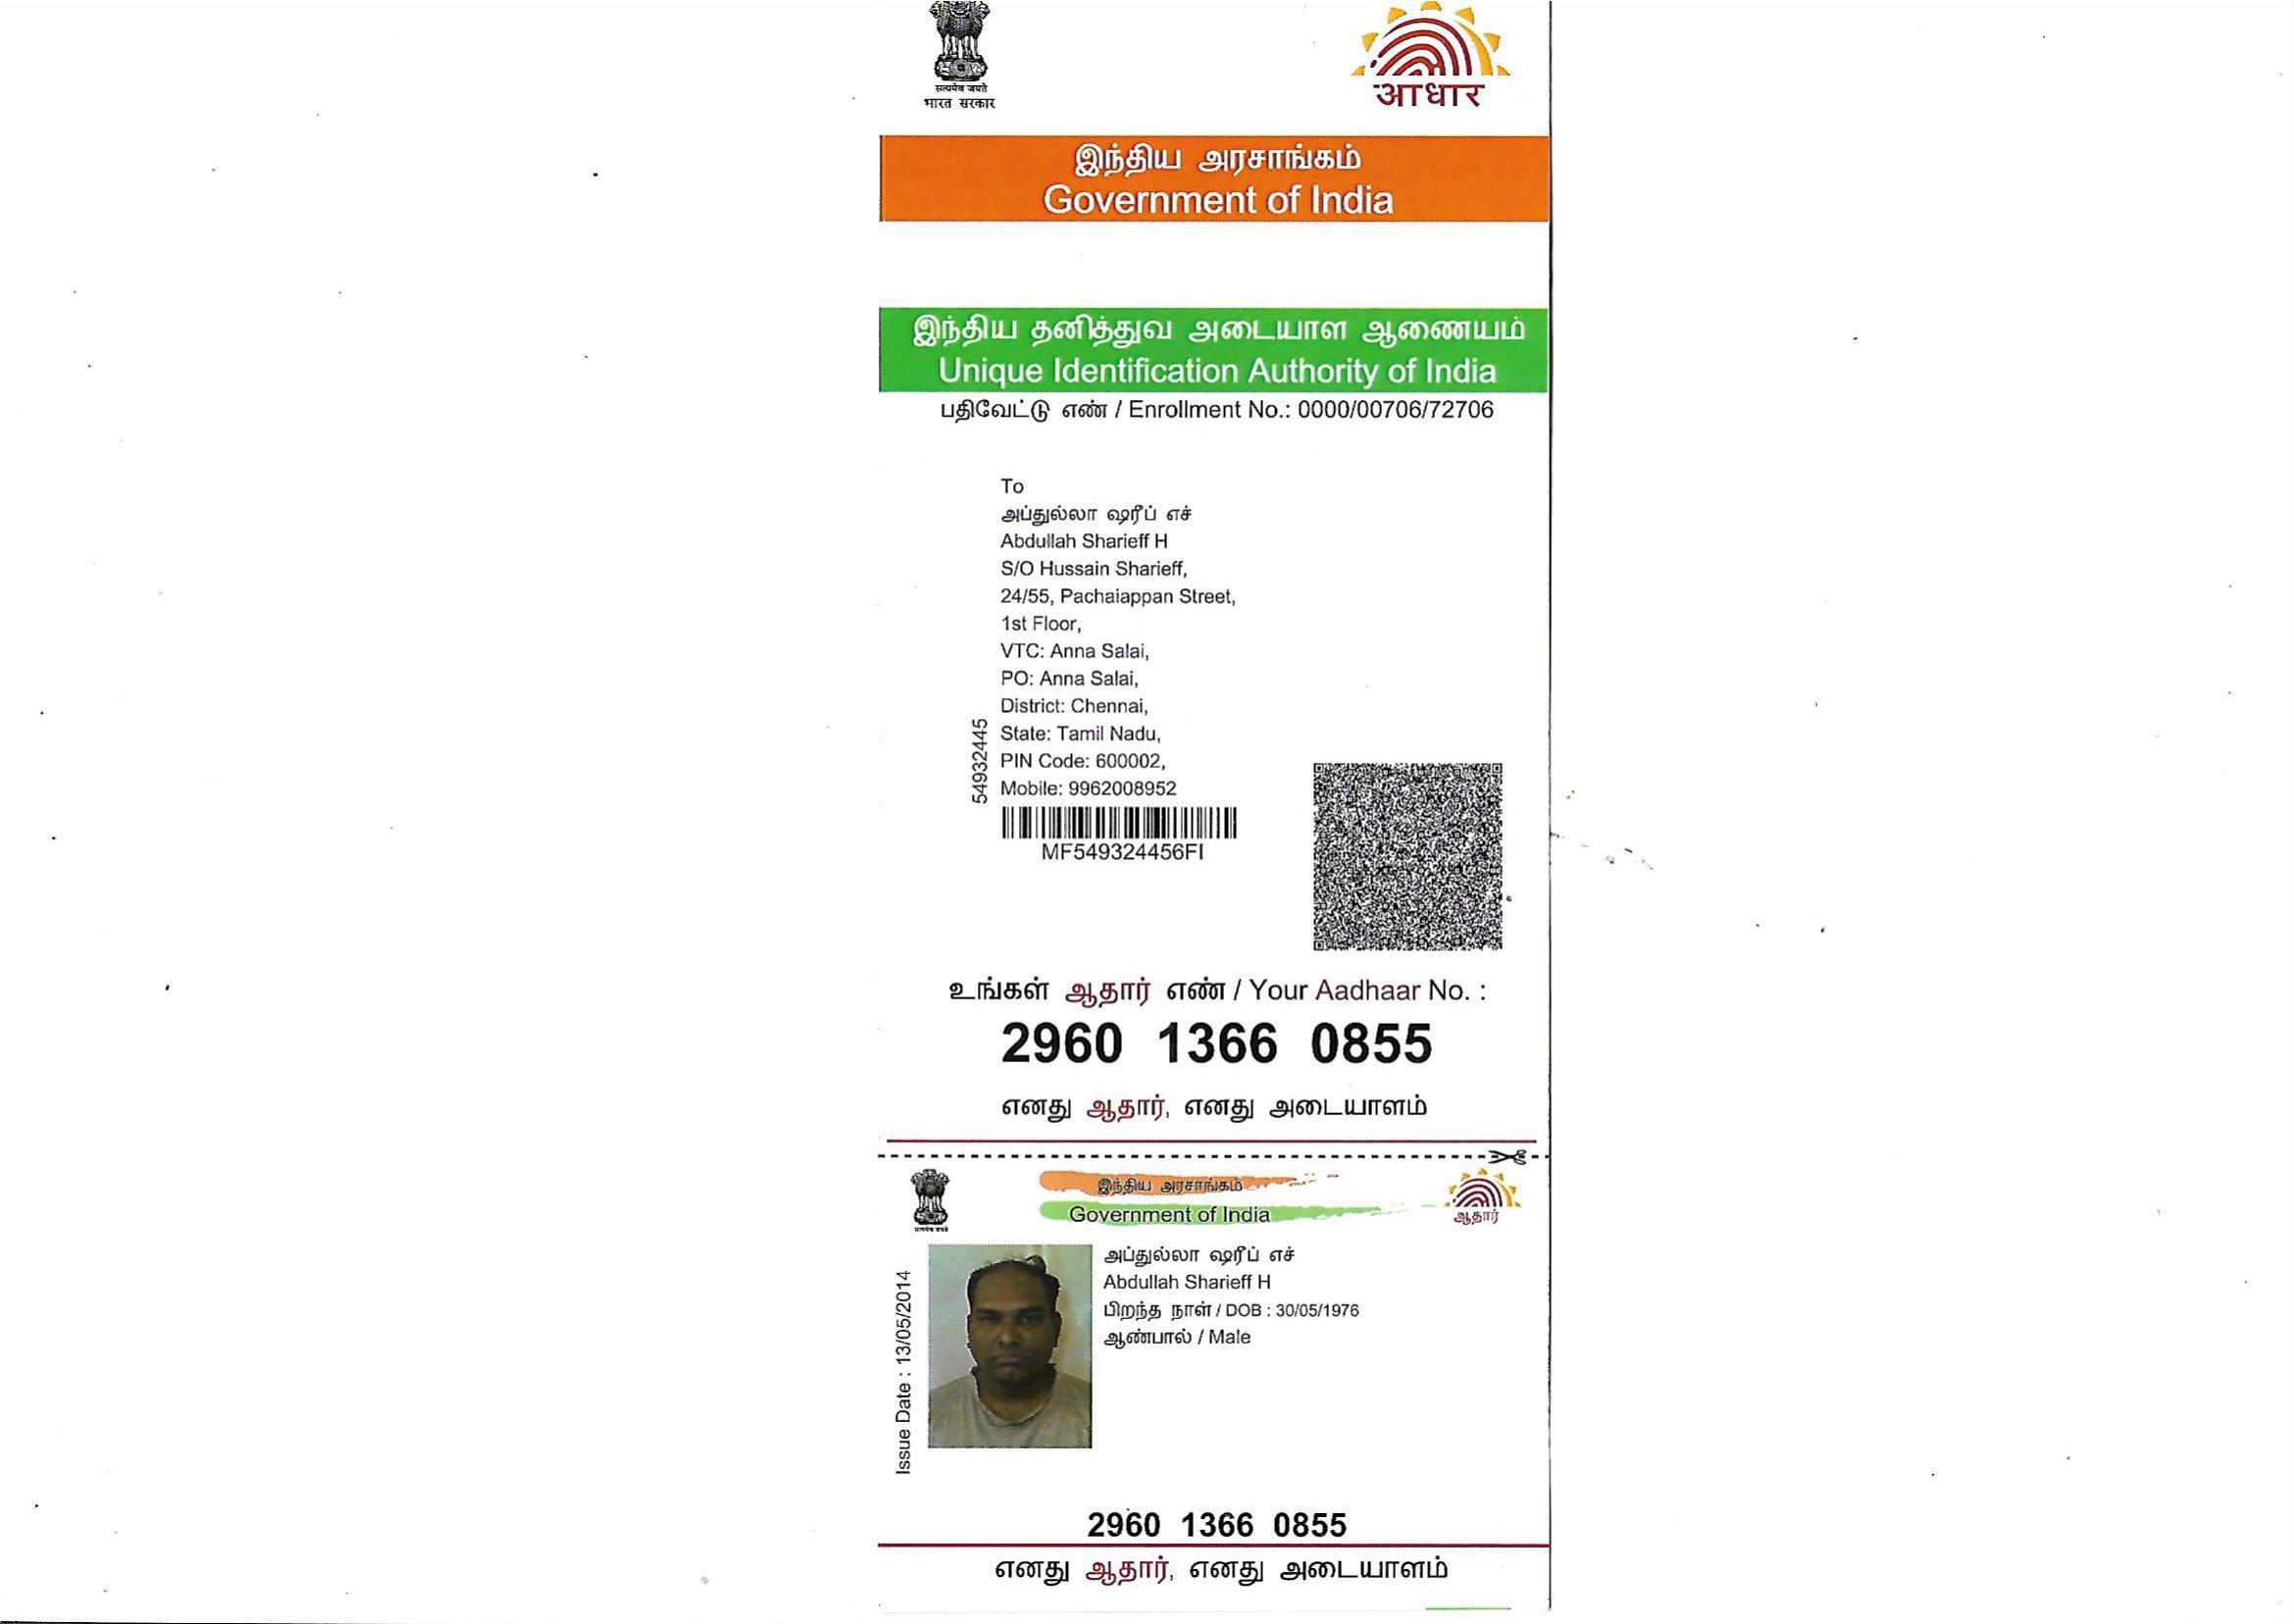 सत्यमेव जयते
भारत सरकार
आधार
இந்திய அரசாங்கம்
Government of India
இந்திய தனித்துவ அடையாள ஆணையம்
Unique Identification Authority of India
பதிவேட்டு எண் / Enrollment No.: 0000/00706/72706
To
அப்துல்லா ஷரீப் எச்
Abdullah Sharieff H
S/O Hussain Sharieff,
24/55, Pachaiappan Street,
1st Floor,
VTC: Anna Salai,
PO: Anna Salai,
District: Chennai,
State: Tamil Nadu,
PIN Code: 600002,
Mobile: 9962008952
54932445
MF549324456FI
உங்கள் ஆதார் எண் / Your Aadhaar No. :
2960 1366 0855
எனது ஆதார், எனது அடையாளம்
இந்திய அரசாங்கம்
Government of India
सत्यमेव जयते
ஆதார்
Issue Date : 13/05/2014
அப்துல்லா ஷரீப் எச்
Abdullah Sharieff H
பிறந்த நாள் / DOB : 30/05/1976
ஆண்பால் / Male
2960 1366 0855
எனது ஆதார், எனது அடையாளம்